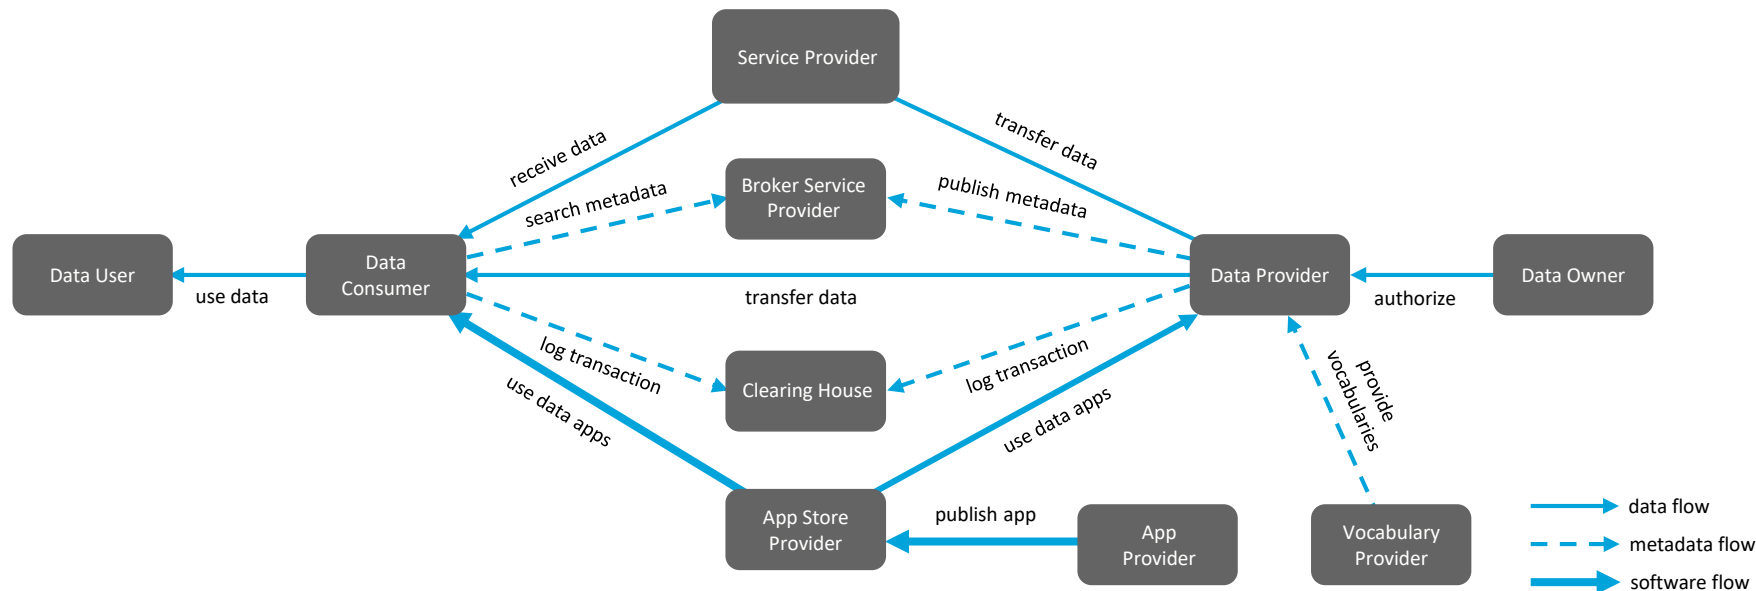 Service Provider
receive data
transfer data
search metadata
Broker Service
Provider
publish metadata
Data User
use data
Data
Consumer
transfer data
Data Provider
authorize
Data Owner
log transaction
Clearing House
log transaction
use data apps
use data apps
provide
vocabularies
App Store
Provider
publish app
App
Provider
Vocabulary
Provider
data flow
metadata flow
software flow